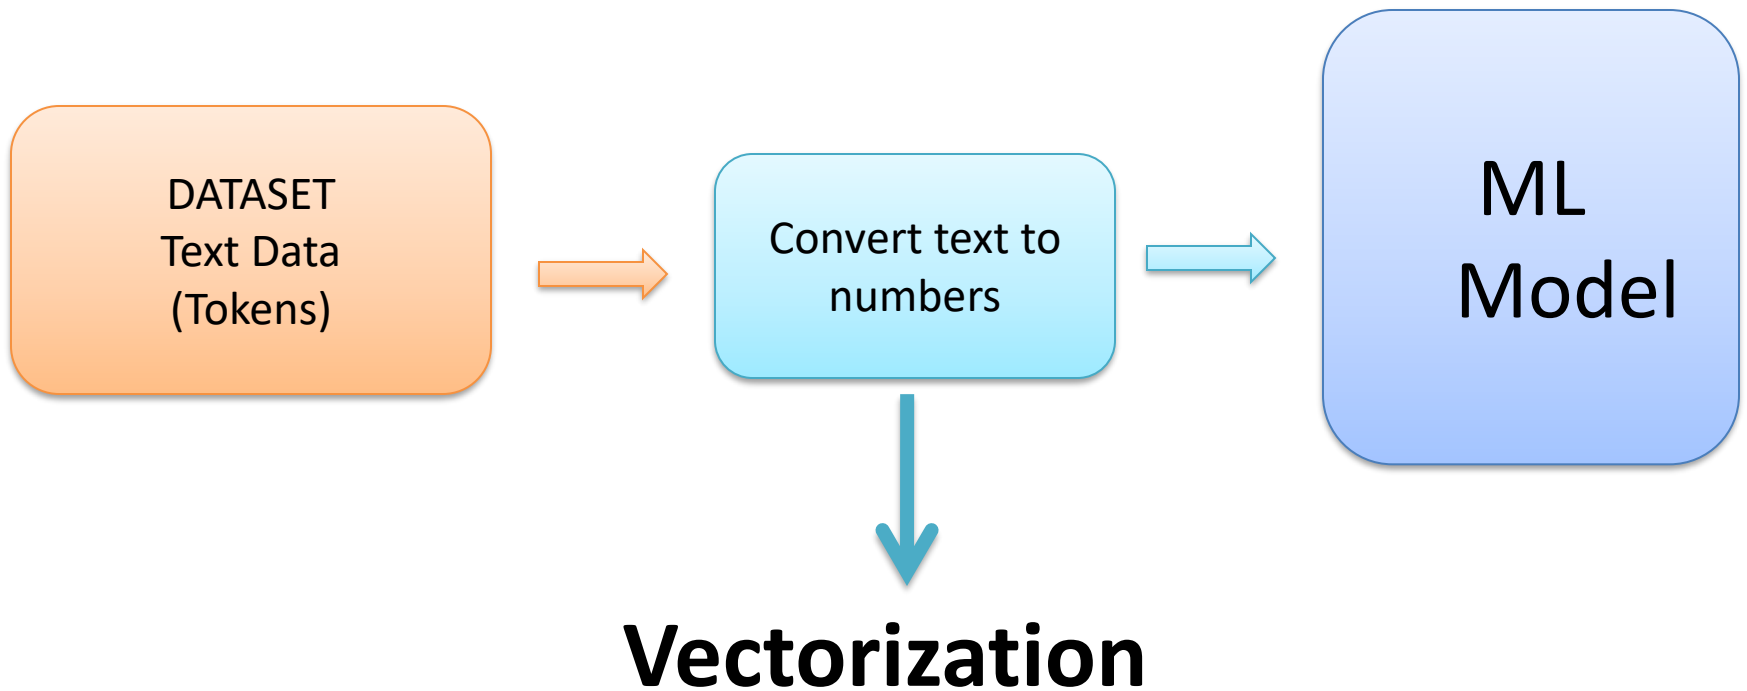 DATASET
Text Data
(Tokens)
Convert text to
numbers
ML
Model
Vectorization